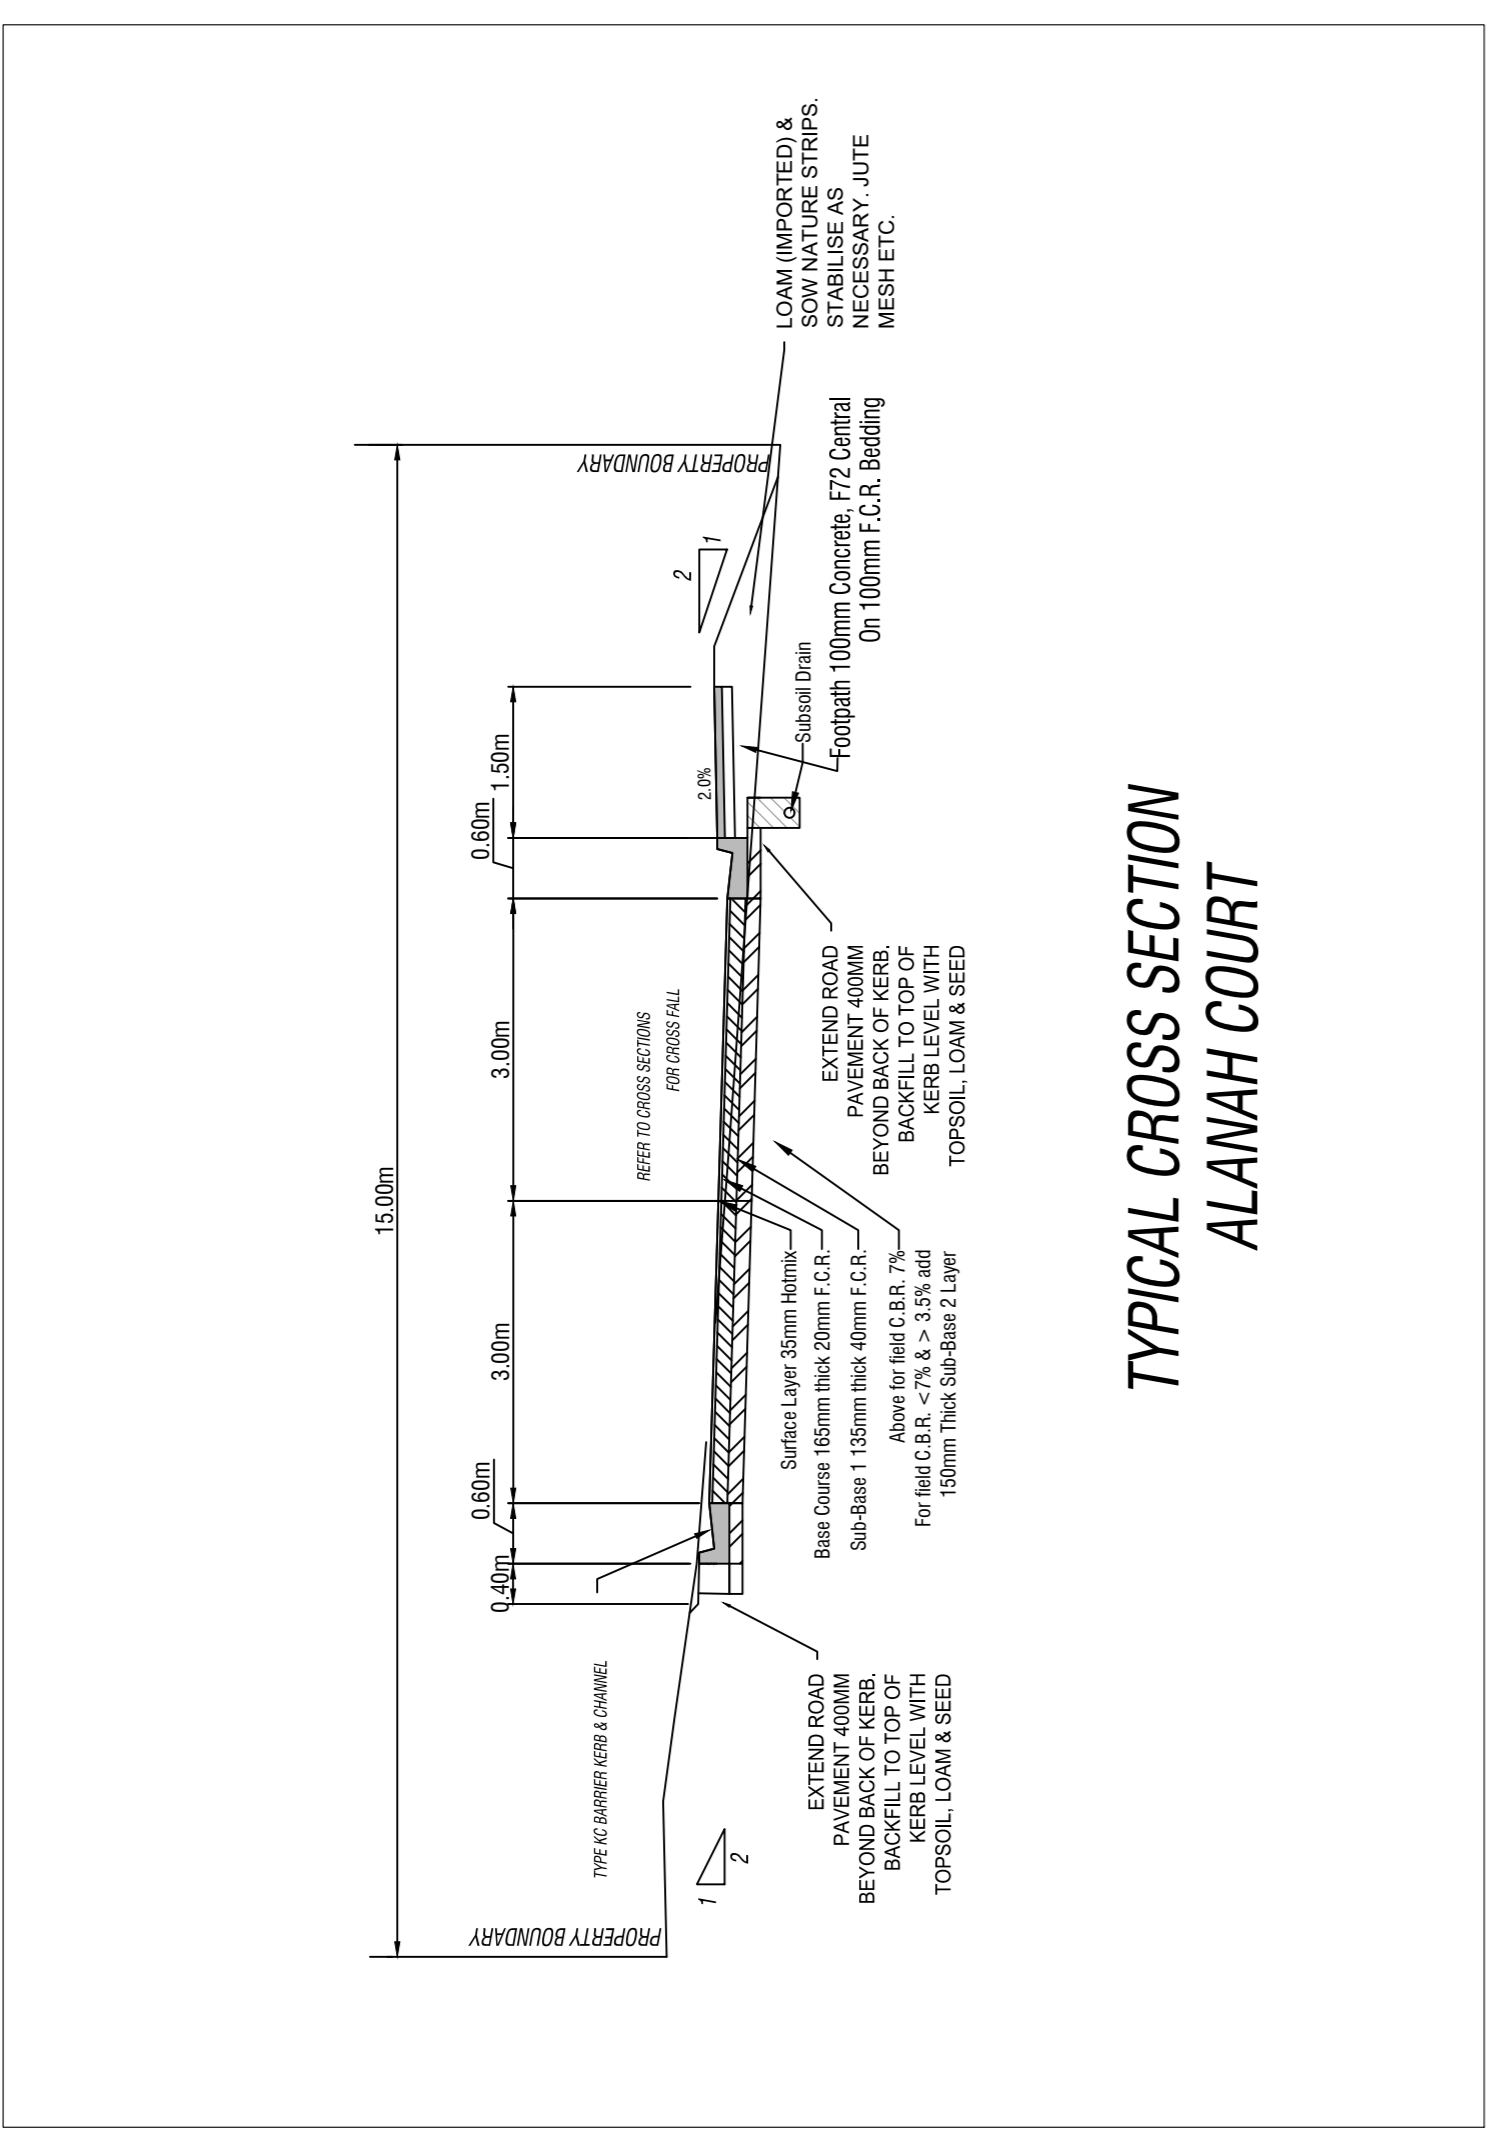 15.00m
0.40m
0.60m
3.00m
3.00m
0.60m
1.50m
PROPERTY BOUNDARY
TYPE KC BARRIER KERB & CHANNEL
REFER TO CROSS SECTIONS
FOR CROSS FALL
2.0%
2
1
PROPERTY BOUNDARY
1
2
EXTEND ROAD
PAVEMENT 400MM
BEYOND BACK OF KERB.
BACKFILL TO TOP OF
KERB LEVEL WITH
TOPSOIL, LOAM & SEED
Surface Layer 35mm Hotmix
Base Course 165mm thick 20mm F.C.R.
Sub-Base 1 135mm thick 40mm F.C.R.
Above for field C.B.R. 7%
For field C.B.R. <7% & > 3.5% add
150mm Thick Sub-Base 2 Layer
EXTEND ROAD
PAVEMENT 400MM
BEYOND BACK OF KERB.
BACKFILL TO TOP OF
KERB LEVEL WITH
TOPSOIL, LOAM & SEED
Subsoil Drain
Footpath 100mm Concrete, F72 Central
On 100mm F.C.R. Bedding
LOAM (IMPORTED) &
SOW NATURE STRIPS.
STABILISE AS
NECESSARY. JUTE
MESH ETC.
TYPICAL CROSS SECTION
ALANAH COURT